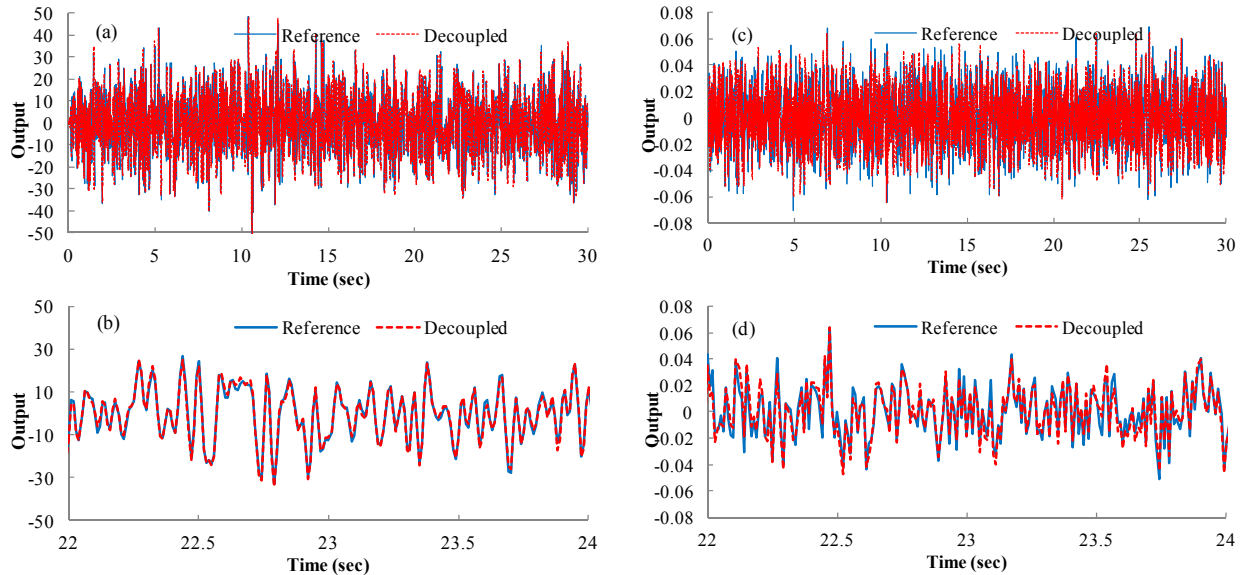 (a)
Reference
Decoupled
Output
50
40
30
20
10
0
-10
-20
-30
-40
-50
0 5 10 15 20 25 30
Time (sec)
(c)
Reference
Decoupled
Output
0.08
0.06
0.04
0.02
0
-0.02
-0.04
-0.06
-0.08
0 5 10 15 20 25 30
Time (sec)
(b)
Reference
Decoupled
Output
50
30
10
-10
-30
-50
22 22.5 23 23.5 24
Time (sec)
(d)
Reference
Decoupled
Output
0.08
0.06
0.04
0.02
0
-0.02
-0.04
-0.06
-0.08
22 22.5 23 23.5 24
Time (sec)